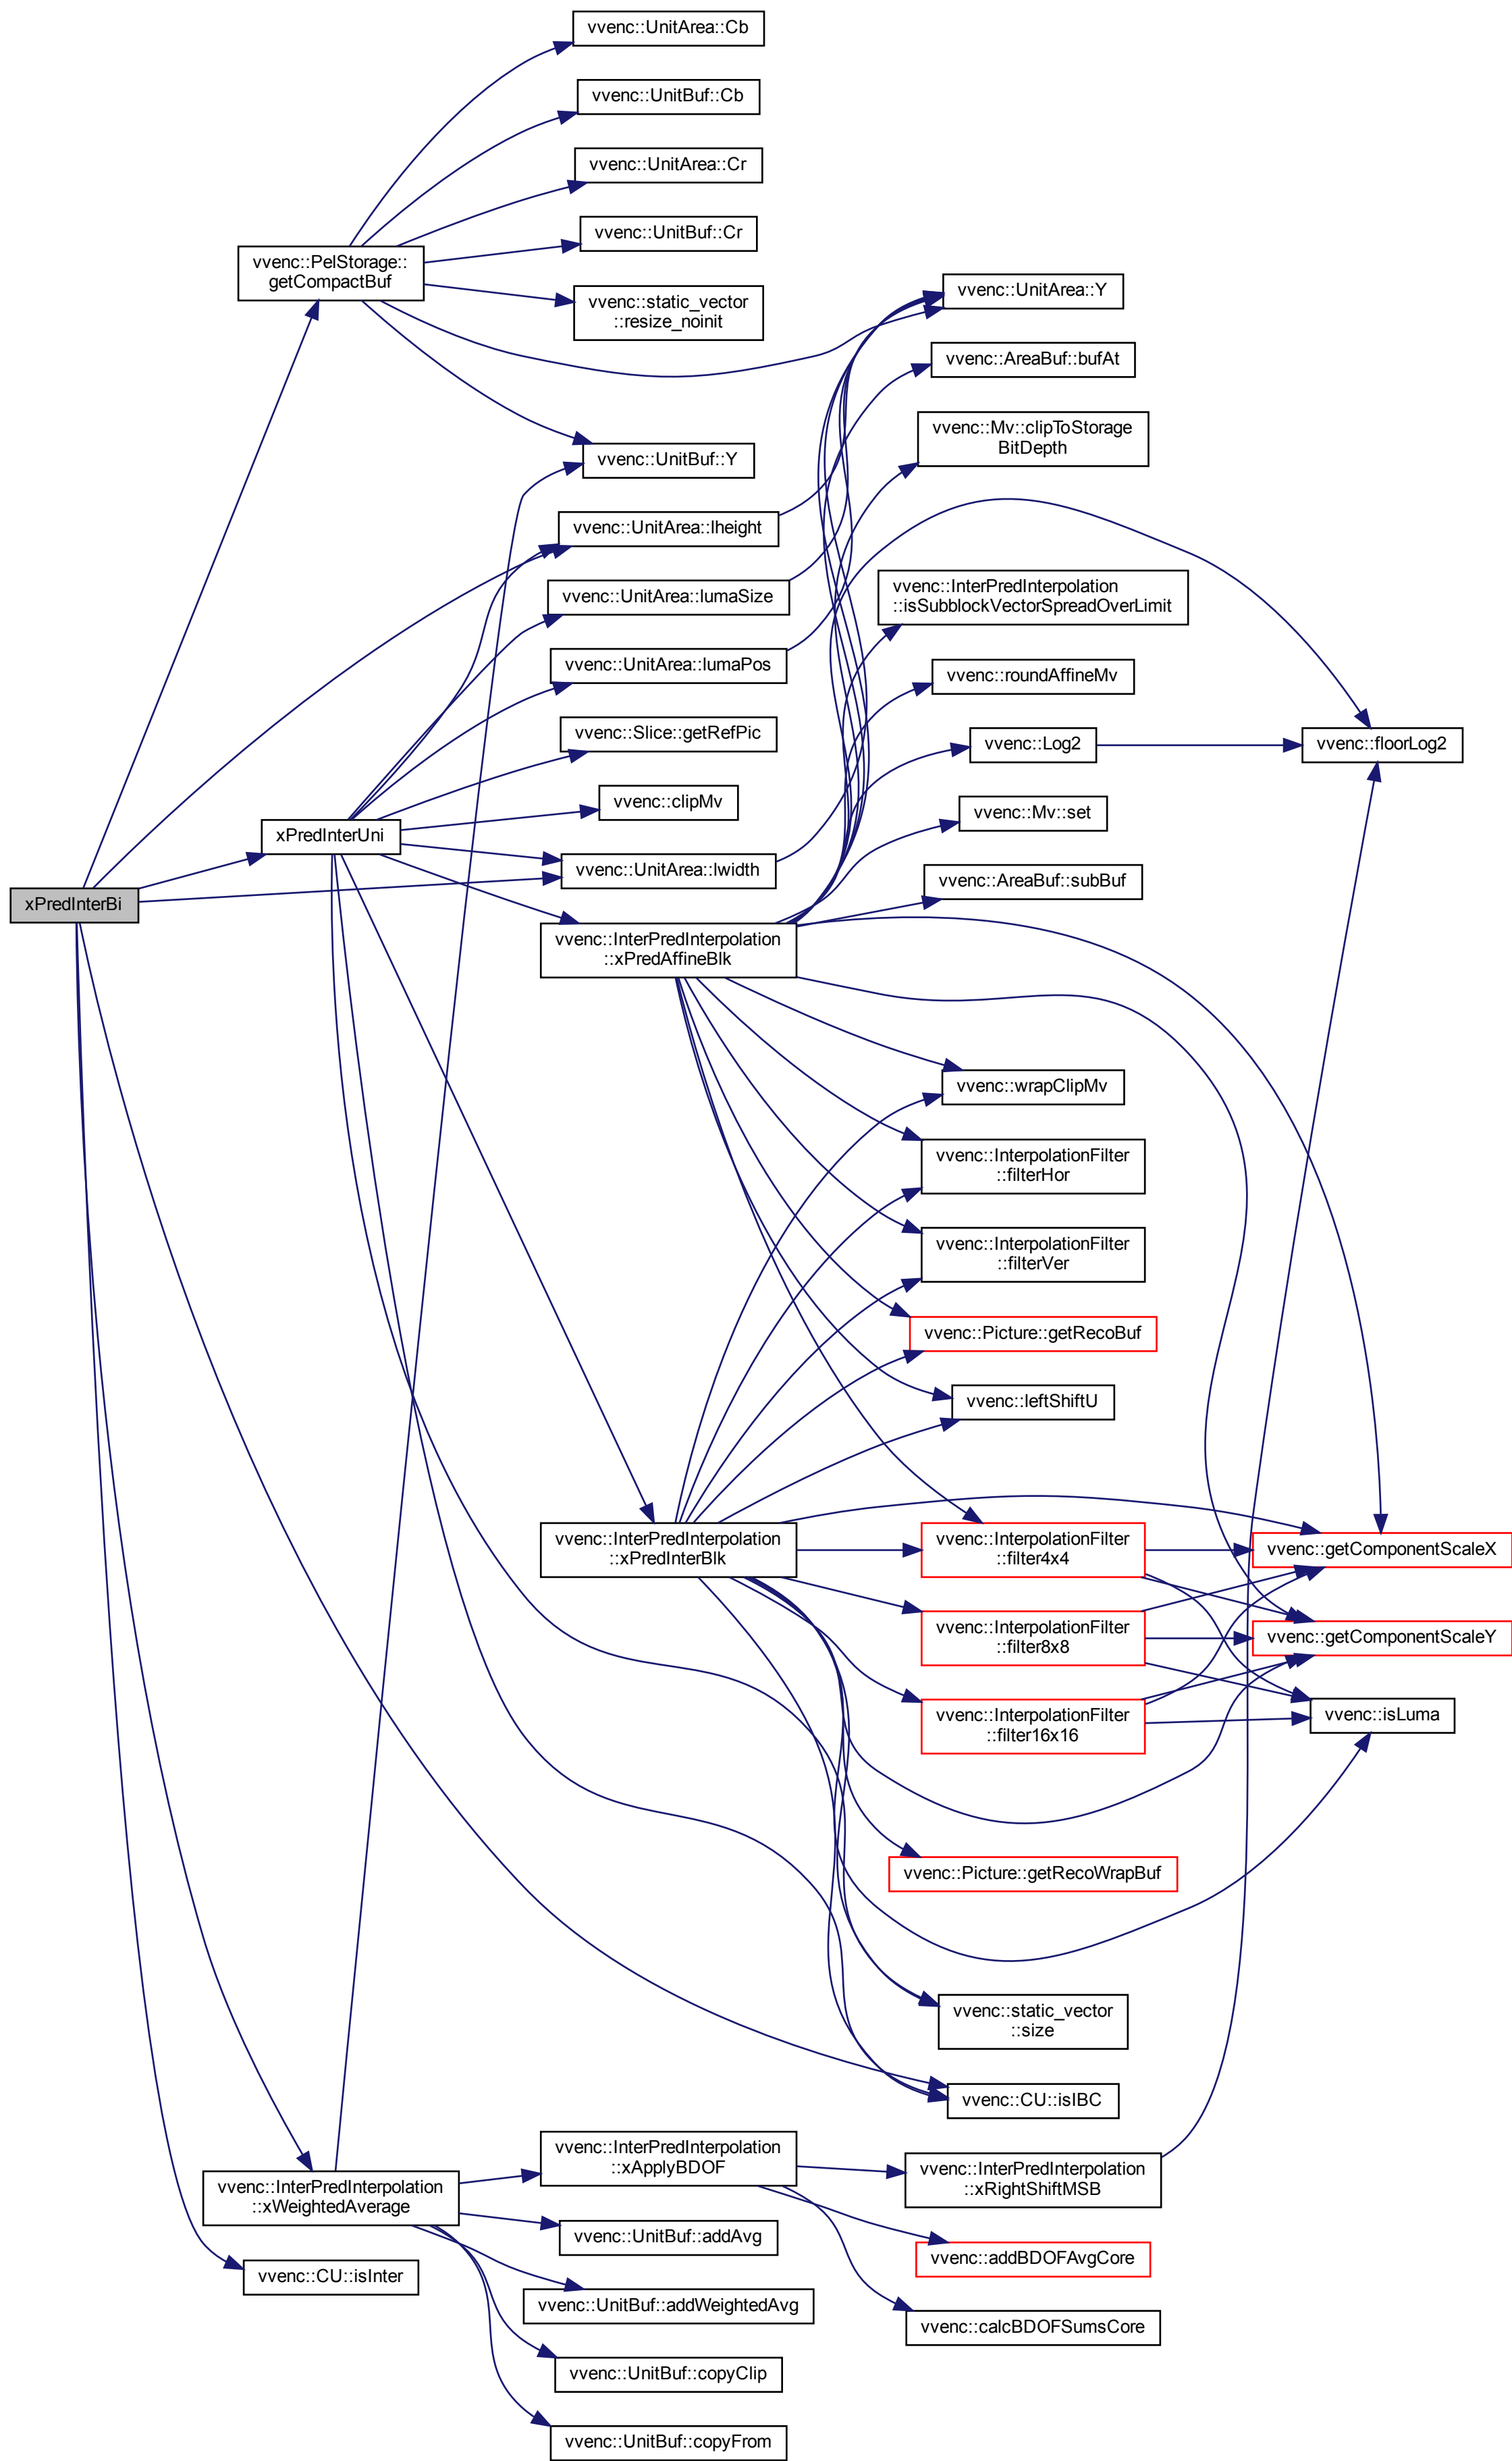 vvenc::UnitArea::Cb
vvenc::UnitBuf::Cb
vvenc::UnitArea::Cr
vvenc::UnitBuf::Cr
vvenc::PelStorage::
getCompactBuf
vvenc::static_vector
::resize_noinit
vvenc::UnitArea::Y
vvenc::AreaBuf::bufAt
vvenc::Mv::clipToStorage
BitDepth
vvenc::UnitBuf::Y
vvenc::UnitArea::lheight
vvenc::UnitArea::lumaSize
vvenc::InterPredInterpolation
::isSubblockVectorSpreadOverLimit
vvenc::UnitArea::lumaPos
vvenc::roundAffineMv
vvenc::Slice::getRefPic
vvenc::Log2
vvenc::floorLog2
vvenc::clipMv
vvenc::Mv::set
xPredInterUni
vvenc::UnitArea::lwidth
vvenc::AreaBuf::subBuf
xPredInterBi
vvenc::InterPredInterpolation
::xPredAffineBlk
vvenc::wrapClipMv
vvenc::InterpolationFilter
::filterHor
vvenc::InterpolationFilter
::filterVer
vvenc::Picture::getRecoBuf
vvenc::leftShiftU
vvenc::InterPredInterpolation
::xPredInterBlk
vvenc::InterpolationFilter
::filter4x4
vvenc::getComponentScaleX
vvenc::InterpolationFilter
::filter8x8
vvenc::getComponentScaleY
vvenc::InterpolationFilter
::filter16x16
vvenc::isLuma
vvenc::Picture::getRecoWrapBuf
vvenc::static_vector
::size
vvenc::CU::isIBC
vvenc::InterPredInterpolation
::xApplyBDOF
vvenc::InterPredInterpolation
::xRightShiftMSB
vvenc::InterPredInterpolation
::xWeightedAverage
vvenc::UnitBuf::addAvg
vvenc::addBDOFAvgCore
vvenc::CU::isInter
vvenc::UnitBuf::addWeightedAvg
vvenc::calcBDOFSumsCore
vvenc::UnitBuf::copyClip
vvenc::UnitBuf::copyFrom